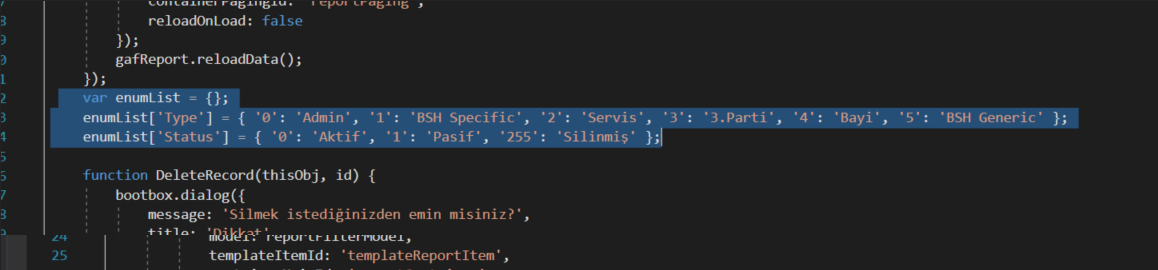 containerPagingId: 'reportPaging',
8 reloadOnLoad: false
9 });
0 gafReport.reloadData();
1 });
2 var enumList = {};
3 enumList['Type'] = { '0': 'Admin', '1': 'BSH Specific', '2': 'Servis', '3': '3.Parti', '4': 'Bayi', '5': 'BSH Generic' };
4 enumList['Status'] = { '0': 'Aktif', '1': 'Pasif', '255': 'Silinmiş' };
5
6 function DeleteRecord(thisObj, id) {
7 bootbox.dialog({
8 message: 'Silmek istediğinizden emin misiniz?',
9 title: 'Dikkat'
24 model: reportFilterModel,
25 templateItemId: 'templateReportItem',